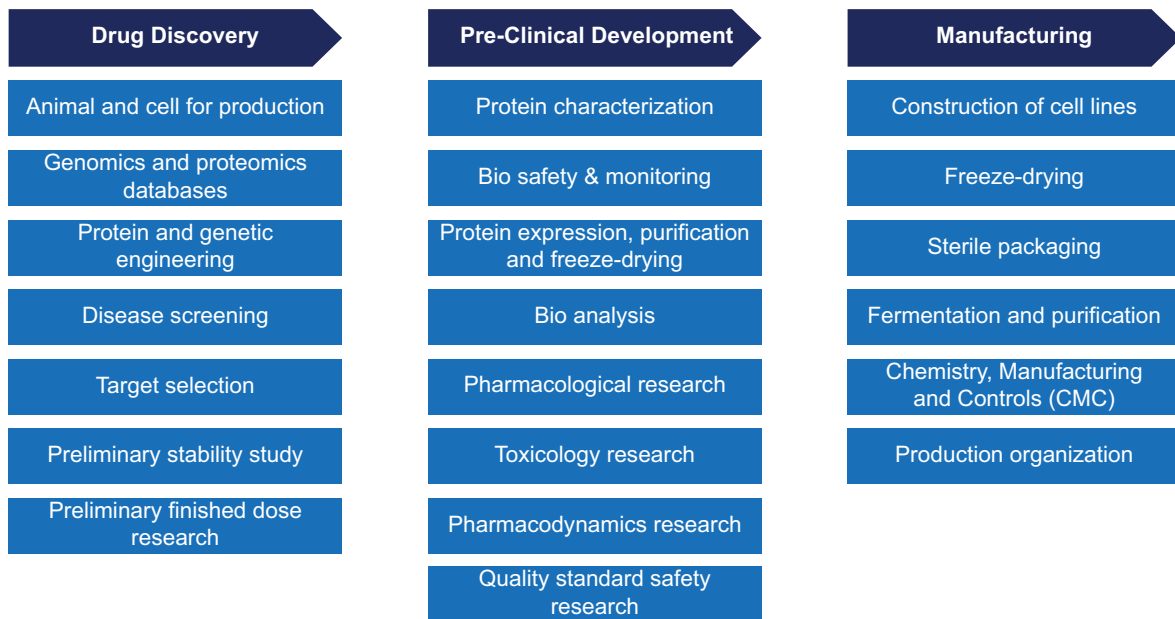 Drug Discovery
Animal and cell for production
Genomics and proteomics
databases
Protein and genetic
engineering
Disease screening
Target selection
Preliminary stability study
Preliminary finished dose
research
Pre-Clinical Development
Protein characterization
Bio safety & monitoring
Protein expression, purification
and freeze-drying
Bio analysis
Pharmacological research
Toxicology research
Pharmacodynamics research
Quality standard safety
research
Manufacturing
Construction of cell lines
Freeze-drying
Sterile packaging
Fermentation and purification
Chemistry, Manufacturing
and Controls (CMC)
Production organization